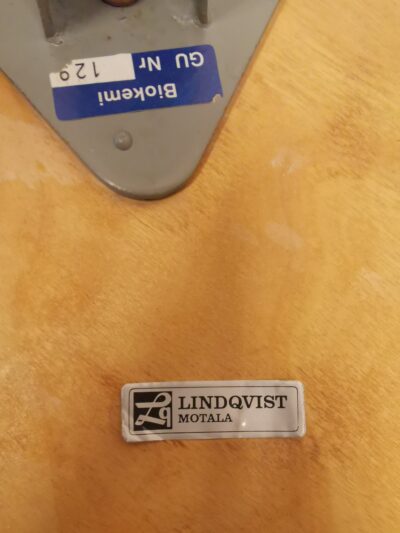 Biokemi
GU Nr 129
LINDQVIST
MOTALA